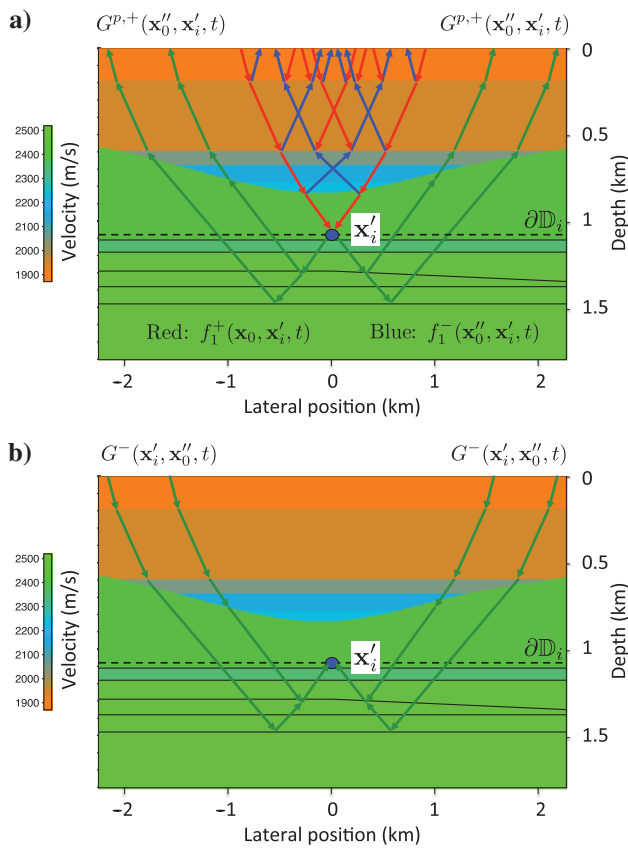 a)
G^{p,+}(x''_0, x'_i, t) G^{p,+}(x''_0, x'_i, t)
0
0.5
1
1.5
Depth (km)
2500
2400
2300
2200
2100
2000
1900
Velocity (m/s)
x'_i
∂𝔻_i
Red: f_1^+(x_0, x'_i, t) Blue: f_1^-(x''_0, x'_i, t)
-2 -1 0 1 2
Lateral position (km)
b)
G^-(x'_i, x''_0, t) G^-(x'_i, x''_0, t)
0
0.5
1
1.5
Depth (km)
2500
2400
2300
2200
2100
2000
1900
Velocity (m/s)
x'_i
∂𝔻_i
-2 -1 0 1 2
Lateral position (km)